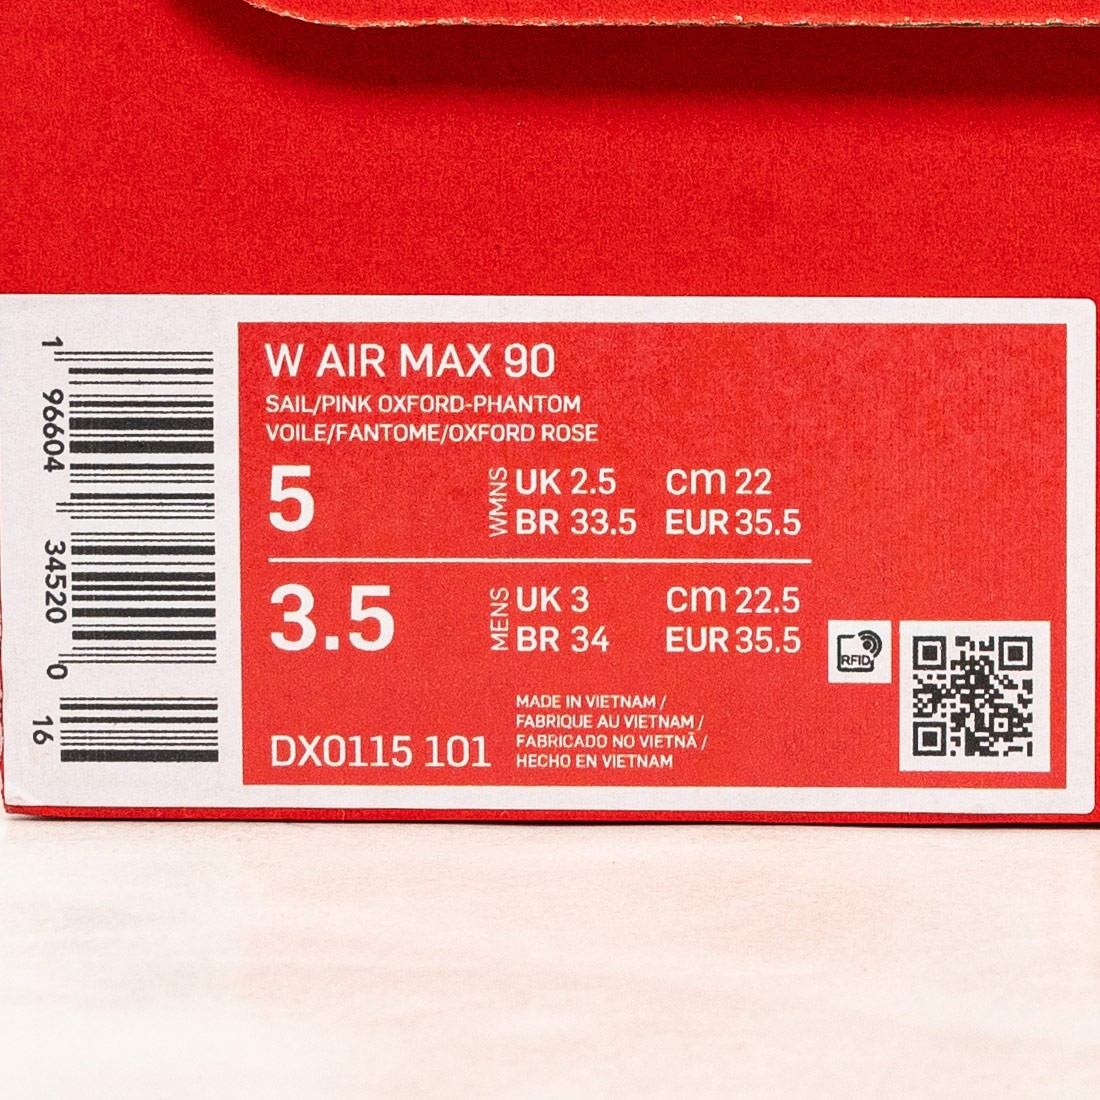 W AIR MAX 90
SAIL/PINK OXFORD-PHANTOM
VOILE/FANTOME/OXFORD ROSE
5
WMNS
UK 2.5 cm 22
BR 33.5 EUR 35.5
3.5
MENS
UK 3 cm 22.5
BR 34 EUR 35.5
RFID
DX0115 101
MADE IN VIETNAM /
FABRIQUE AU VIETNAM /
FABRICADO NO VIETNÃ /
HECHO EN VIETNAM
1 96604 34520 0 16